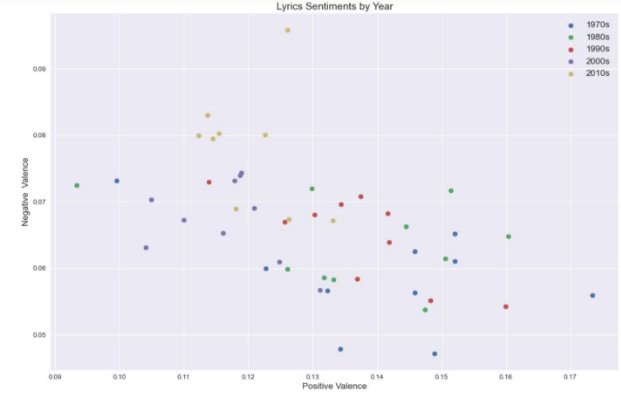 Lyrics Sentiments by Year
1970s
1980s
1990s
2000s
2010s
0.09
0.08
0.07
0.06
0.05
Negative Valence
0.09 0.10 0.11 0.12 0.13 0.14 0.15 0.16 0.17
Positive Valence